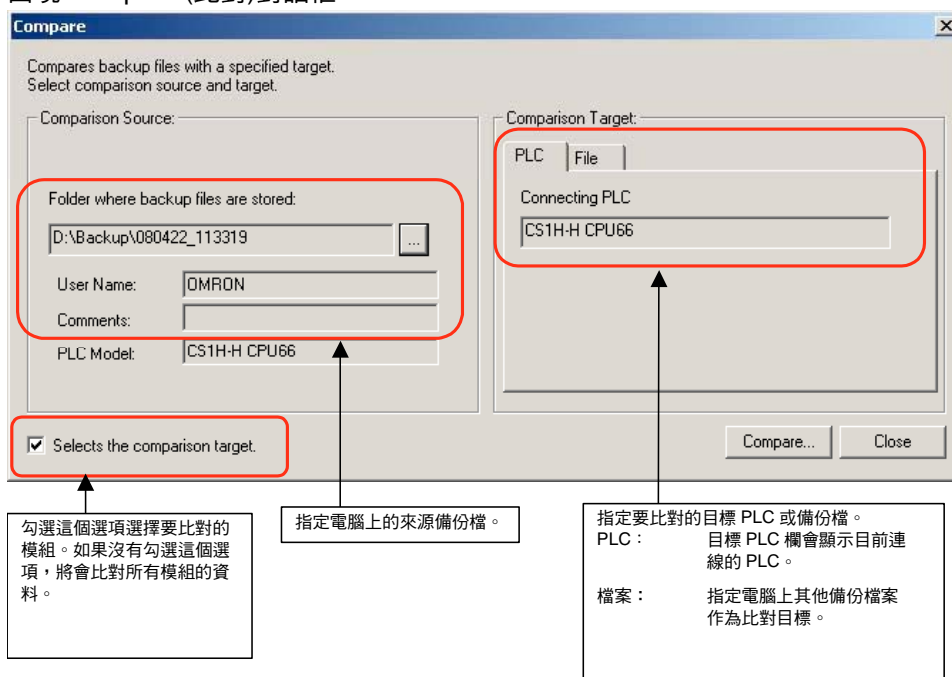 Compare
Compares backup files with a specified target.
Select comparison source and target.
Comparison Source:
Folder where backup files are stored:
D:\Backup\080422_113319
...
User Name:
OMRON
Comments:
PLC Model:
CS1H-H CPU66
Comparison Target:
PLC
File
Connecting PLC
CS1H-H CPU66
Selects the comparison target.
Compare...
Close
勾選這個選項選擇要比對的
模組。如果沒有勾選這個選
項，將會比對所有模組的資
料。
指定電腦上的來源備份檔。
指定要比對的目標 PLC 或備份檔。
PLC： 目標 PLC 欄會顯示目前連
線的 PLC。
檔案： 指定電腦上其他備份檔案
作為比對目標。